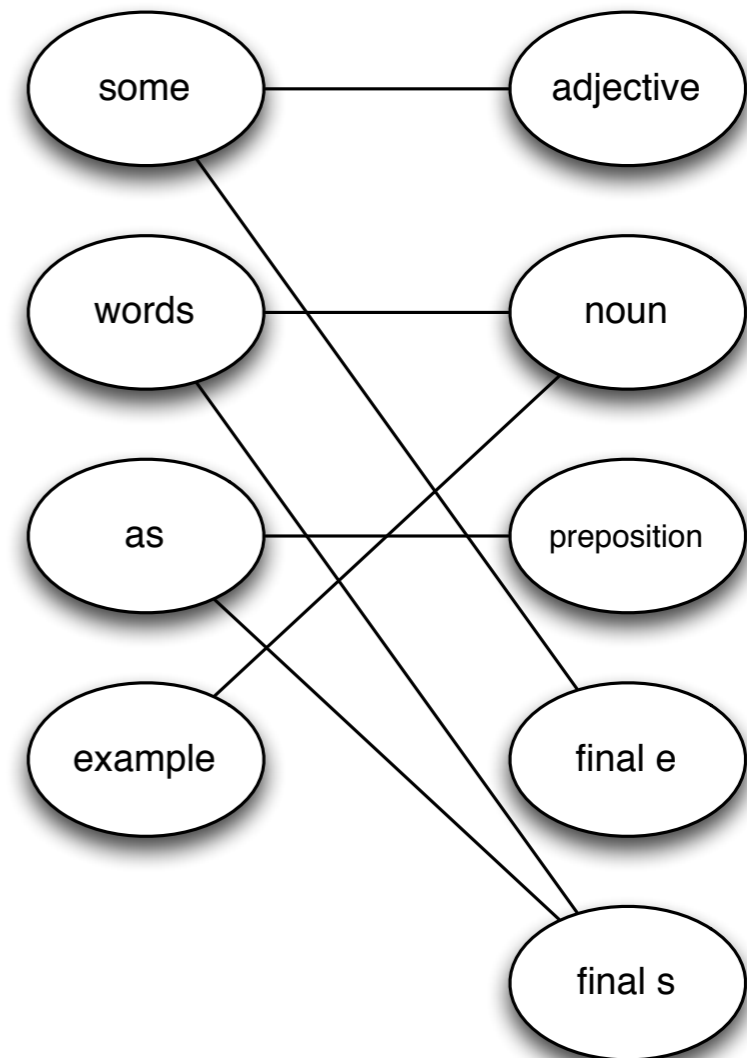 some
adjective
words
noun
as
preposition
example
final e
final s